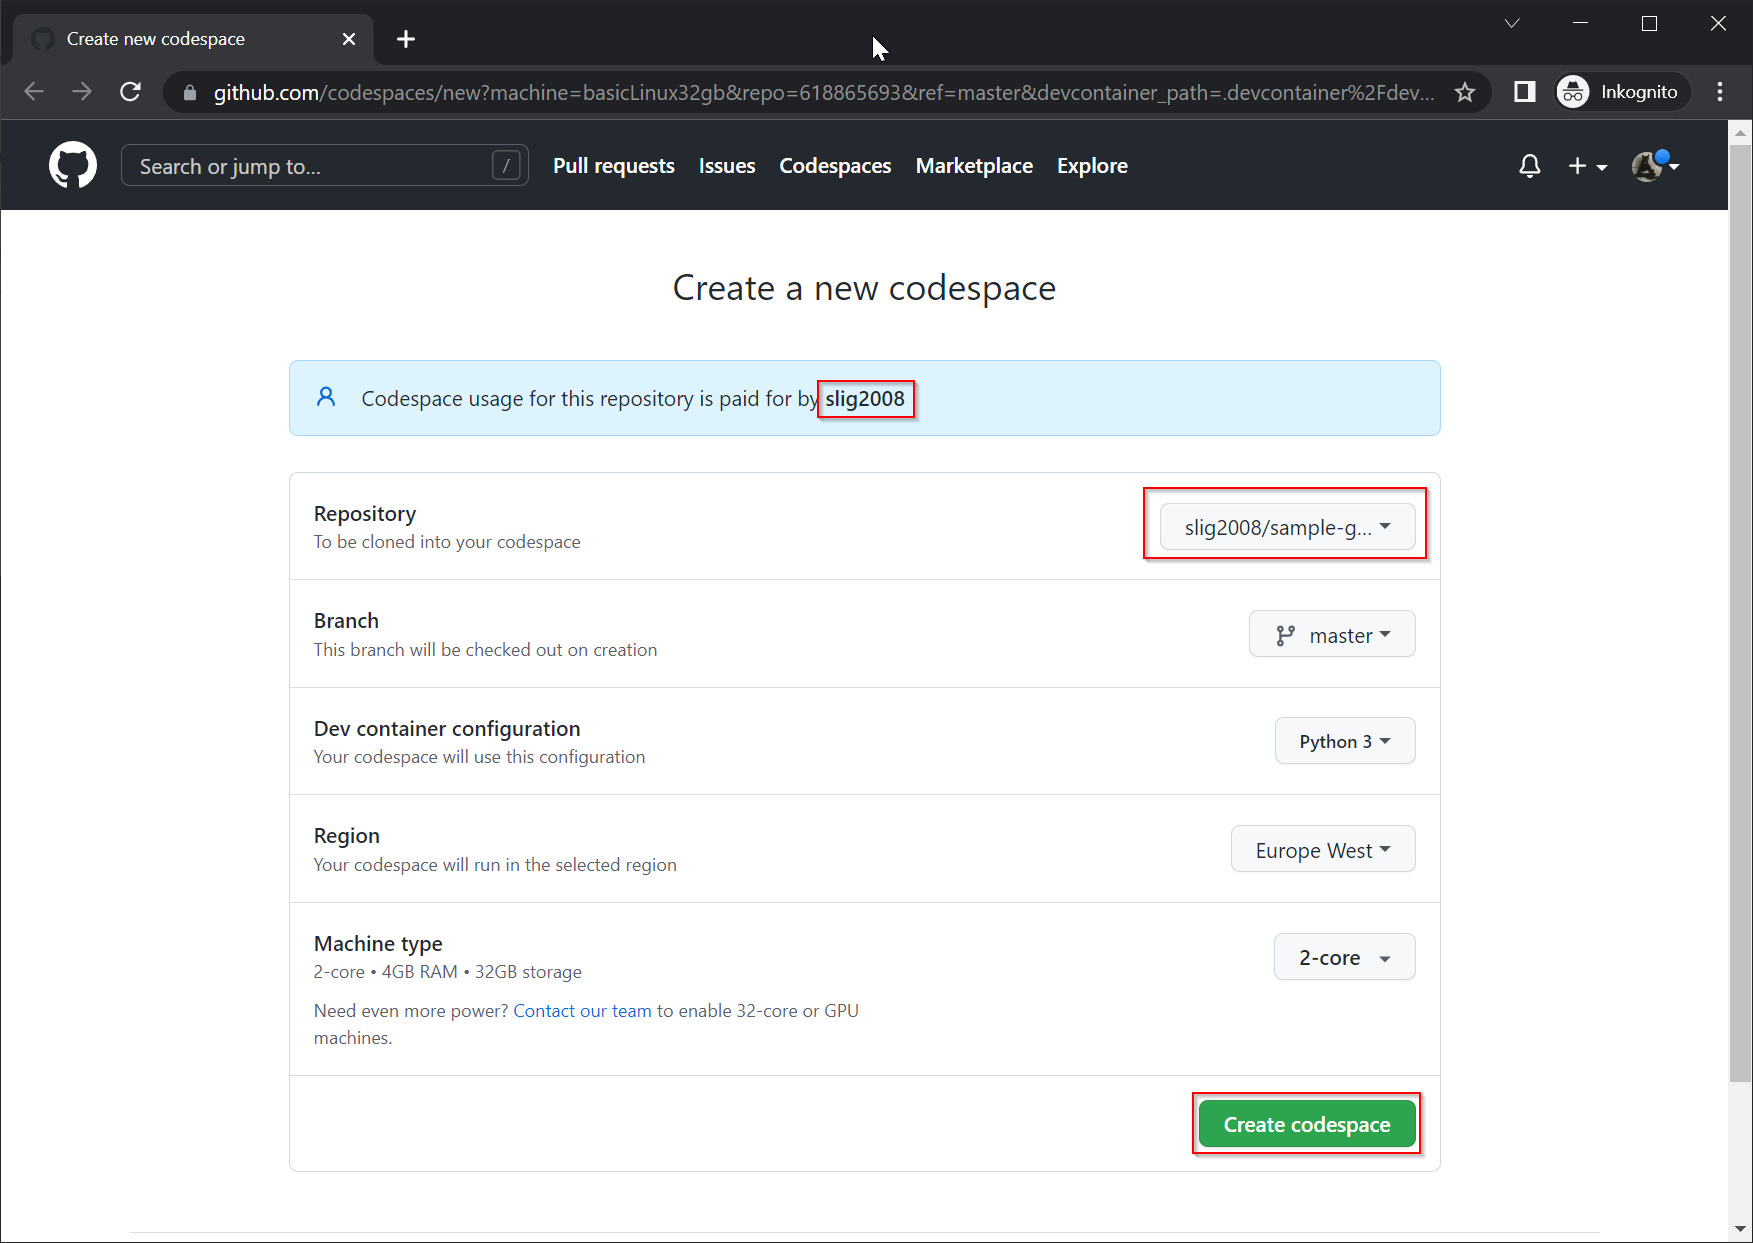 Create new codespace
github.com/codespaces/new?machine=basicLinux32gb&repo=618865693&ref=master&devcontainer_path=.devcontainer%2Fdev...
Inkognito
Search or jump to...
/
Pull requests
Issues
Codespaces
Marketplace
Explore
Create a new codespace
Codespace usage for this repository is paid for by slig2008
Repository
To be cloned into your codespace
slig2008/sample-g...
Branch
This branch will be checked out on creation
master
Dev container configuration
Your codespace will use this configuration
Python 3
Region
Your codespace will run in the selected region
Europe West
Machine type
2-core • 4GB RAM • 32GB storage
2-core
Need even more power? Contact our team to enable 32-core or GPU
machines.
Create codespace